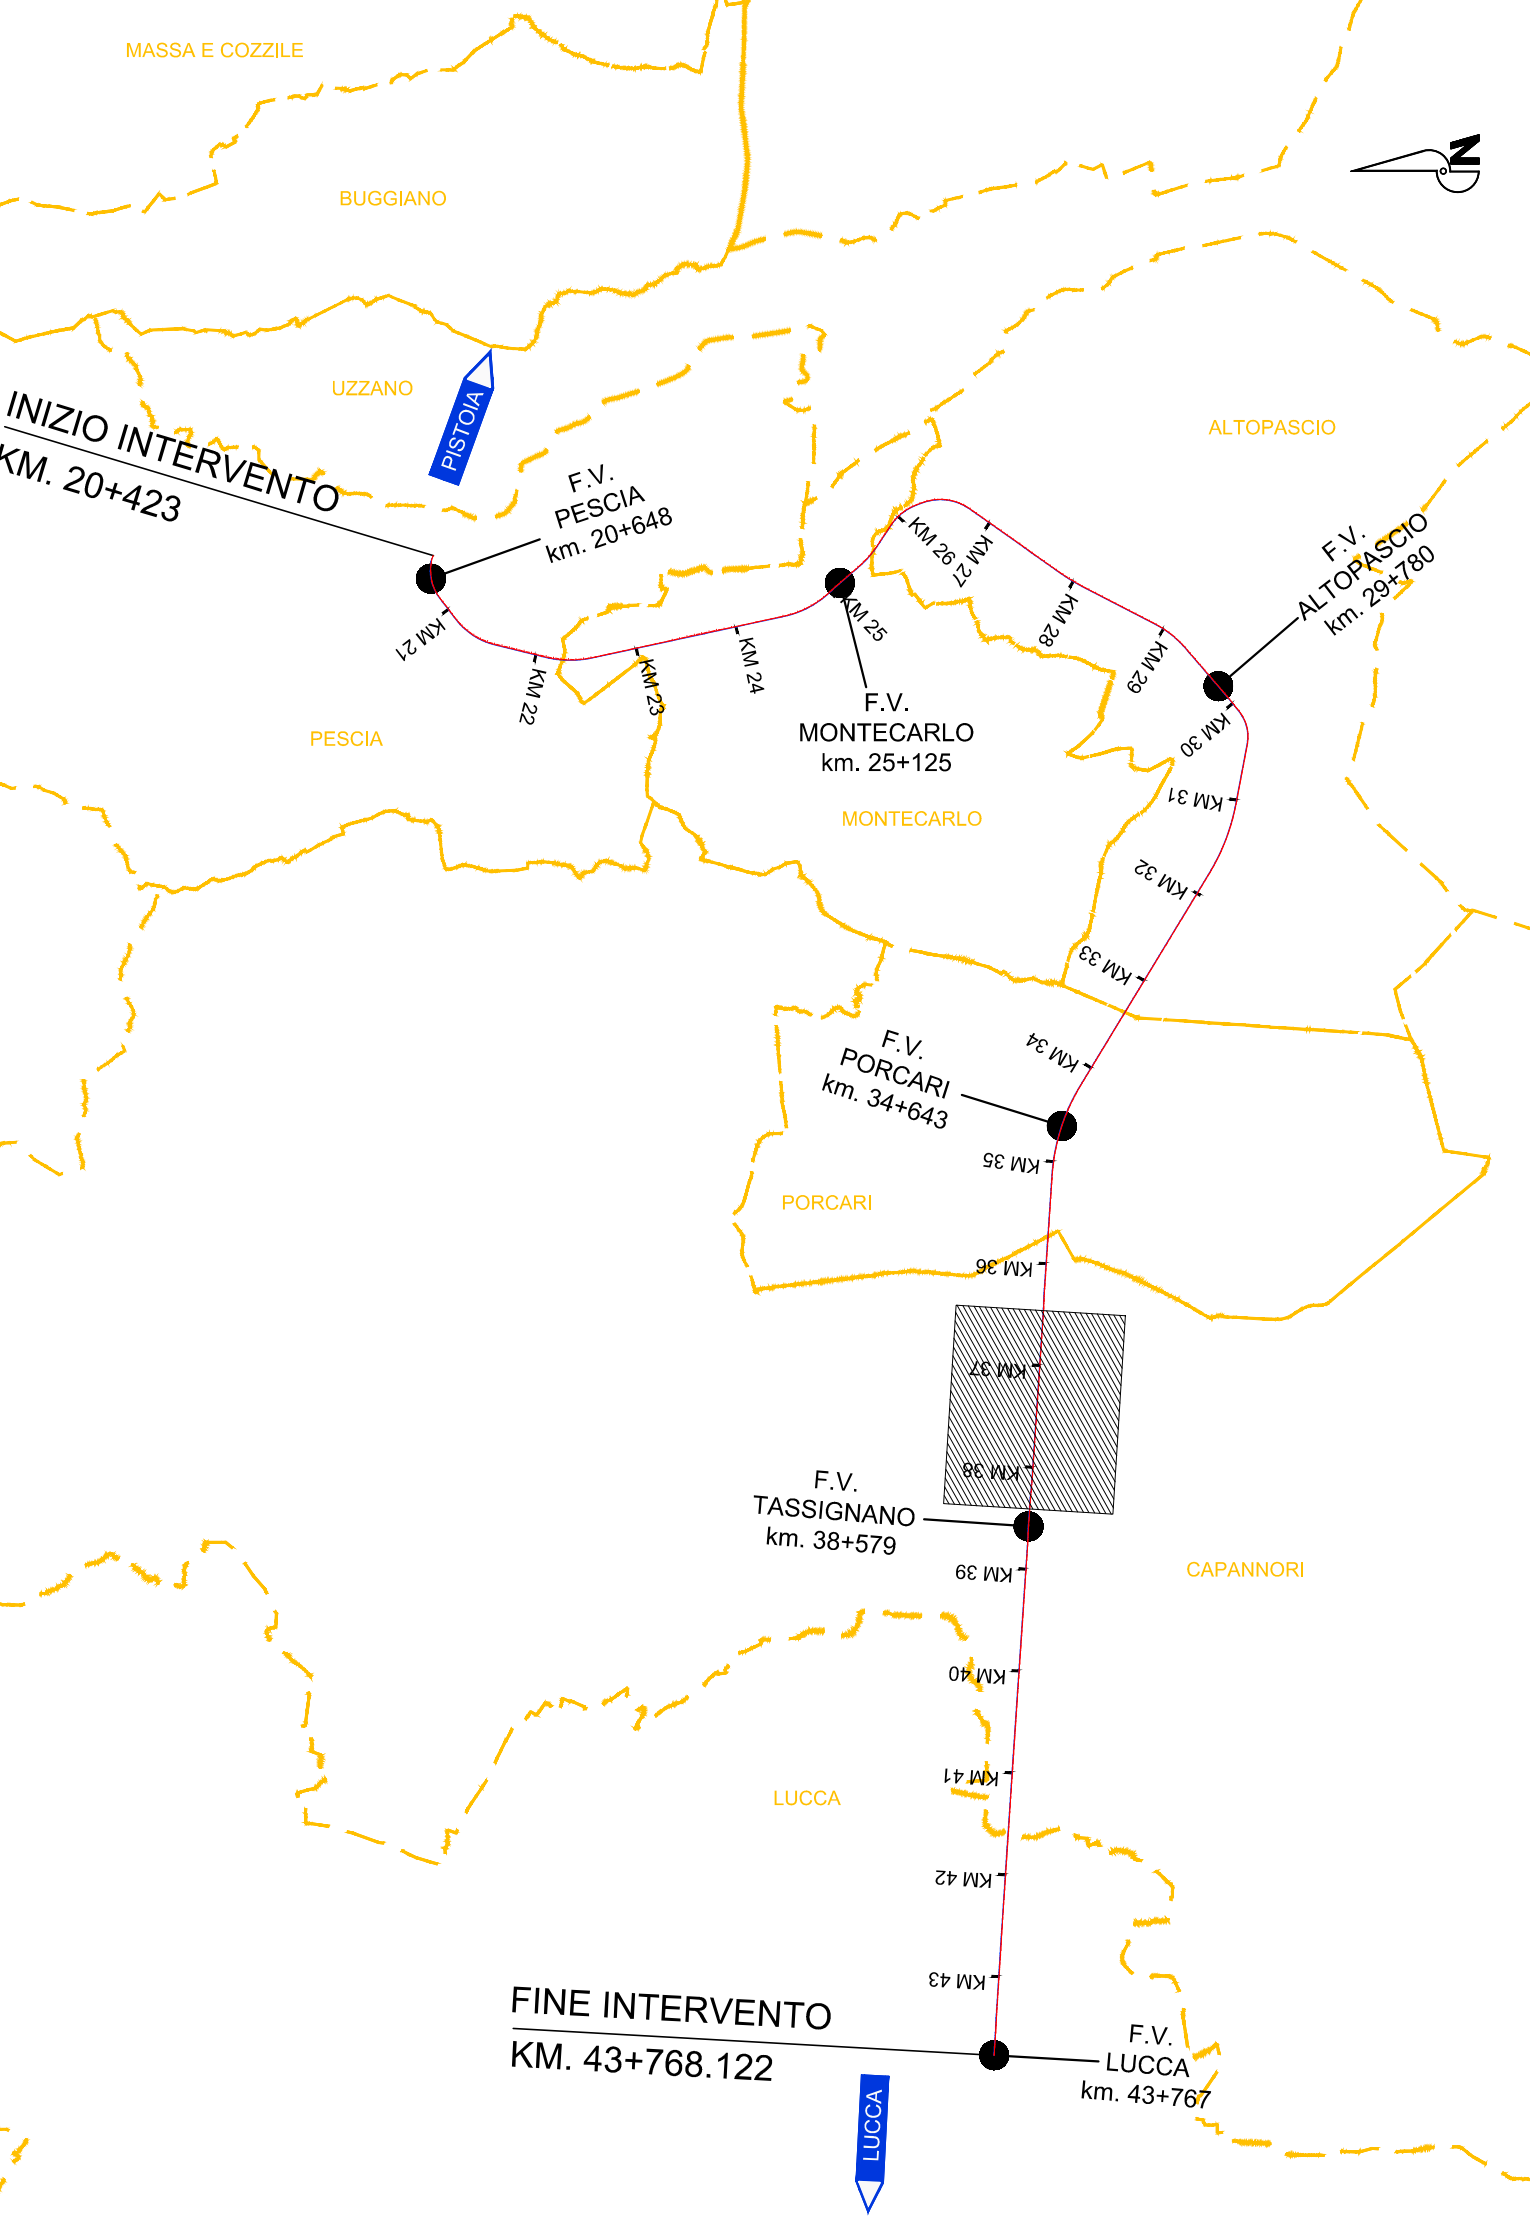 MASSA E COZZILE
N
BUGGIANO
UZZANO
PISTOIA
INIZIO INTERVENTO
KM. 20+423
ALTOPASCIO
F.V.
PESCIA
km. 20+648
KM 21
KM 22
KM 23
KM 24
KM 25
KM 26
KM 27
KM 28
KM 29
F.V.
ALTOPASCIO
km. 29+780
F.V.
MONTECARLO
km. 25+125
PESCIA
MONTECARLO
KM 30
KM 31
KM 32
KM 33
KM 34
F.V.
PORCARI
km. 34+643
KM 35
PORCARI
KM 36
KM 37
KM 38
F.V.
TASSIGNANO
km. 38+579
CAPANNORI
KM 39
KM 40
KM 41
LUCCA
KM 42
KM 43
FINE INTERVENTO
KM. 43+768.122
F.V.
LUCCA
km. 43+767
LUCCA